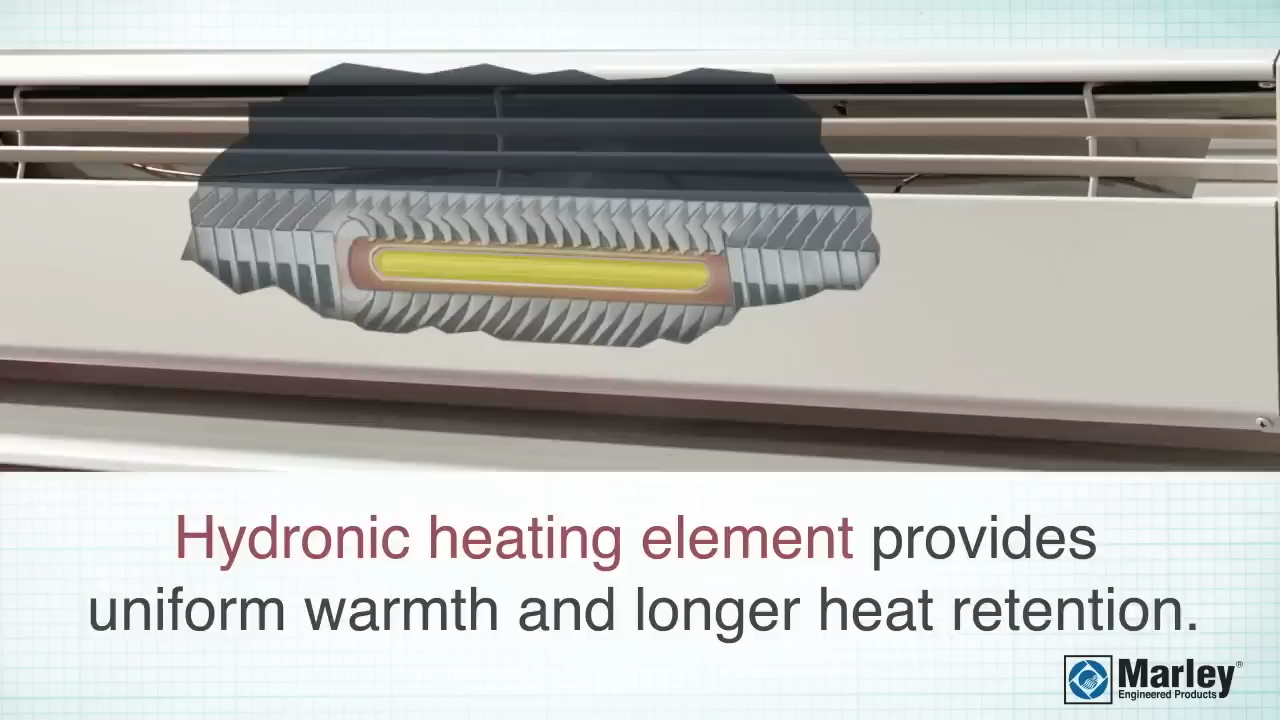 Hydronic heating element provides
uniform warmth and longer heat retention.
Marley®
Engineered Products